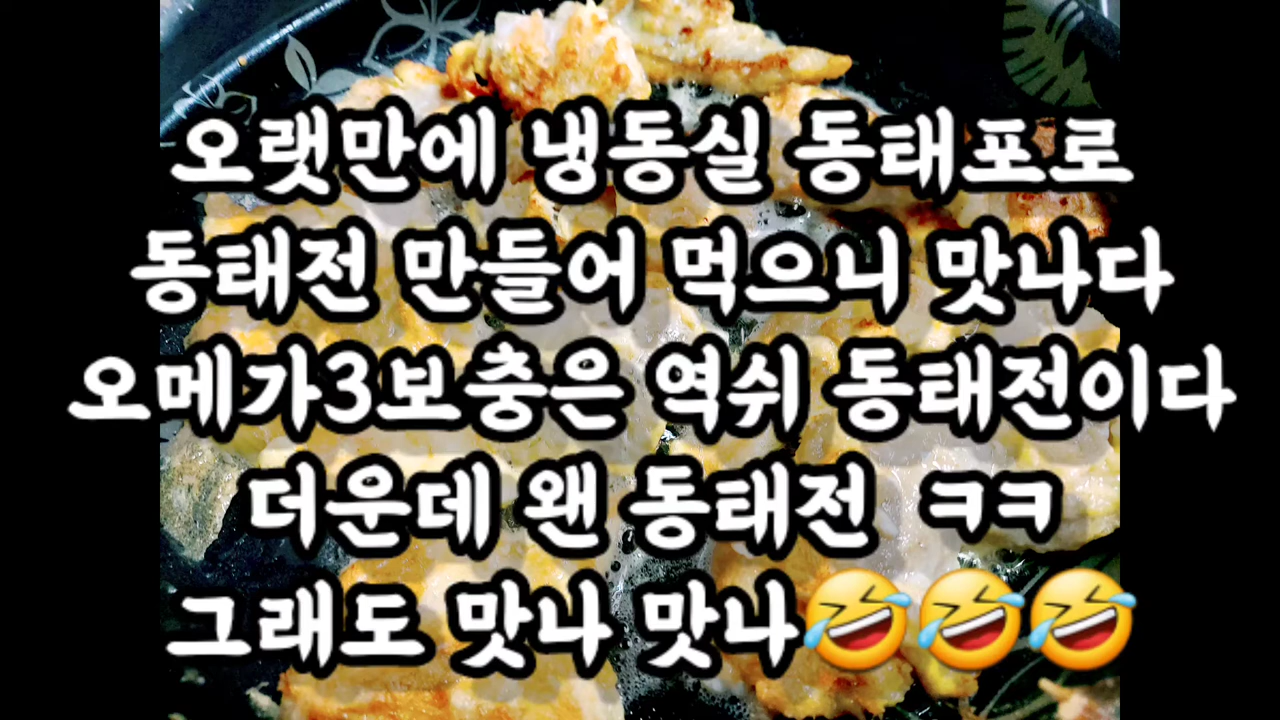 오랫만에 냉동실 동태포로
동태전 만들어 먹으니 맛나다
오메가3보충은 역쉬 동태전이다
더운데 왠 동태전 ㅋㅋ
그래도 맛나 맛나🤣🤣🤣